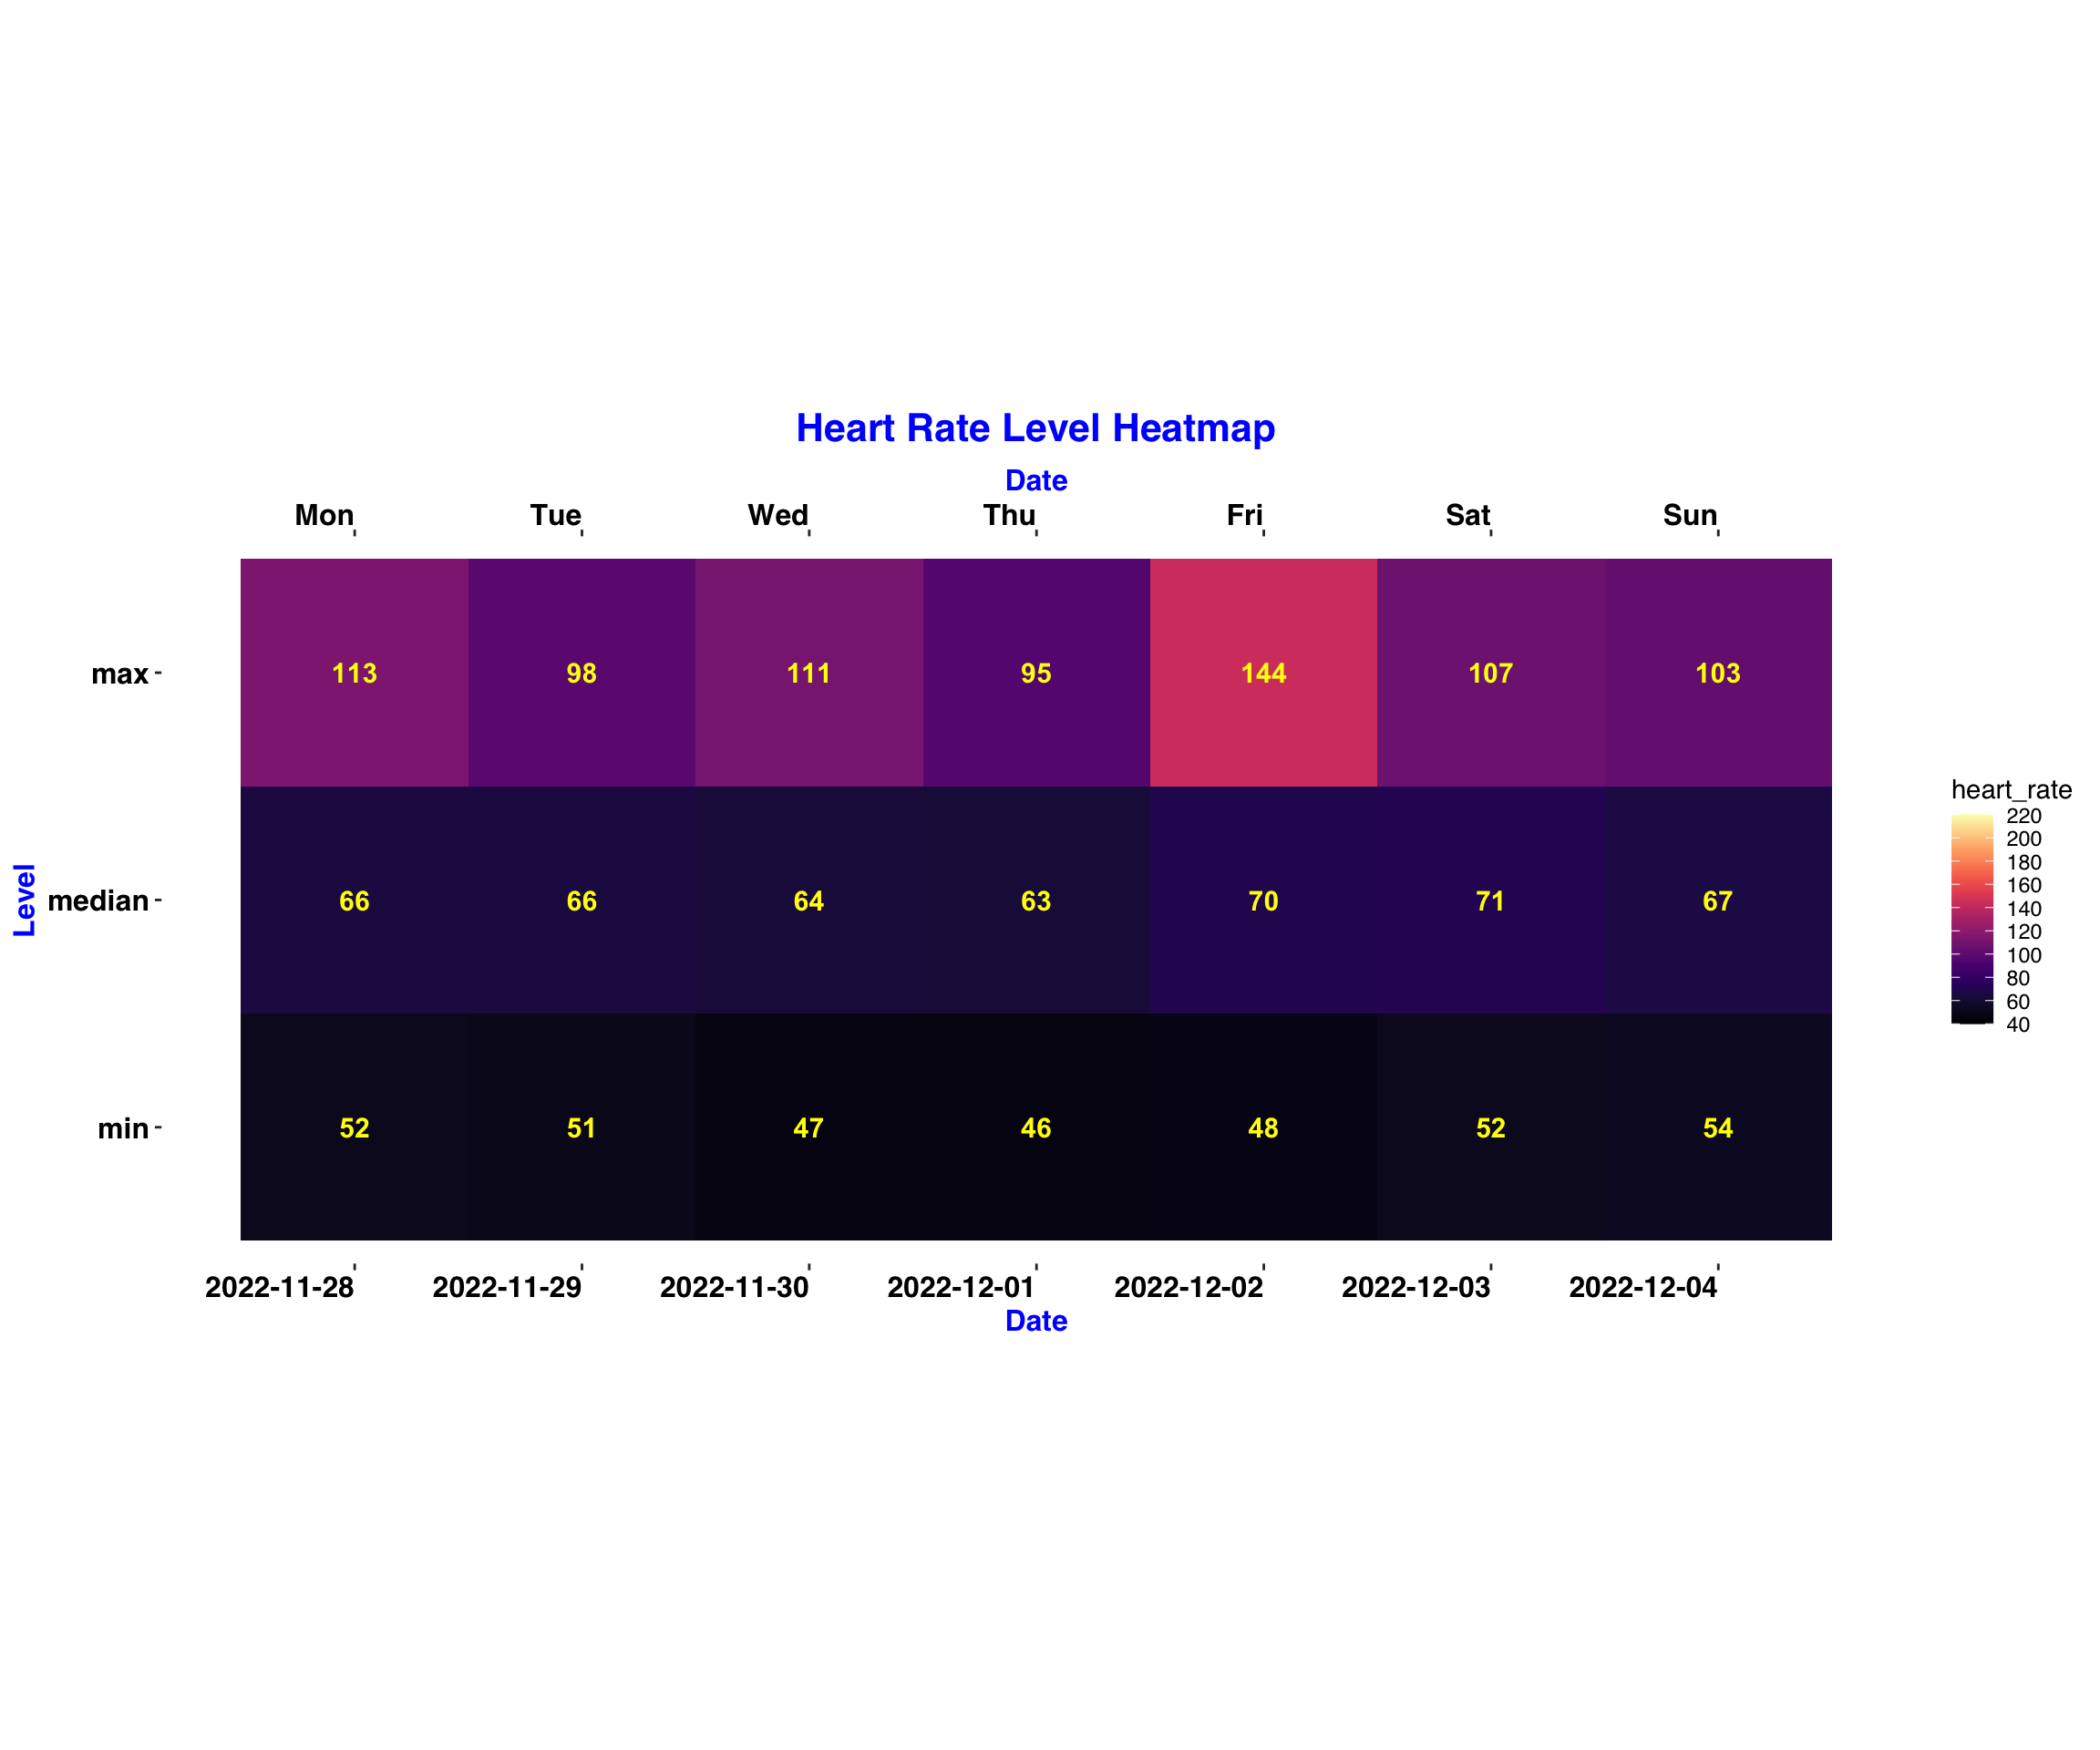 Heart Rate Level Heatmap
Date
Mon Tue Wed Thu Fri Sat Sun
max 113 98 111 95 144 107 103
Level
median 66 66 64 63 70 71 67
min 52 51 47 46 48 52 54
2022-11-28 2022-11-29 2022-11-30 2022-12-01 2022-12-02 2022-12-03 2022-12-04
Date
heart_rate
220
200
180
160
140
120
100
80
60
40